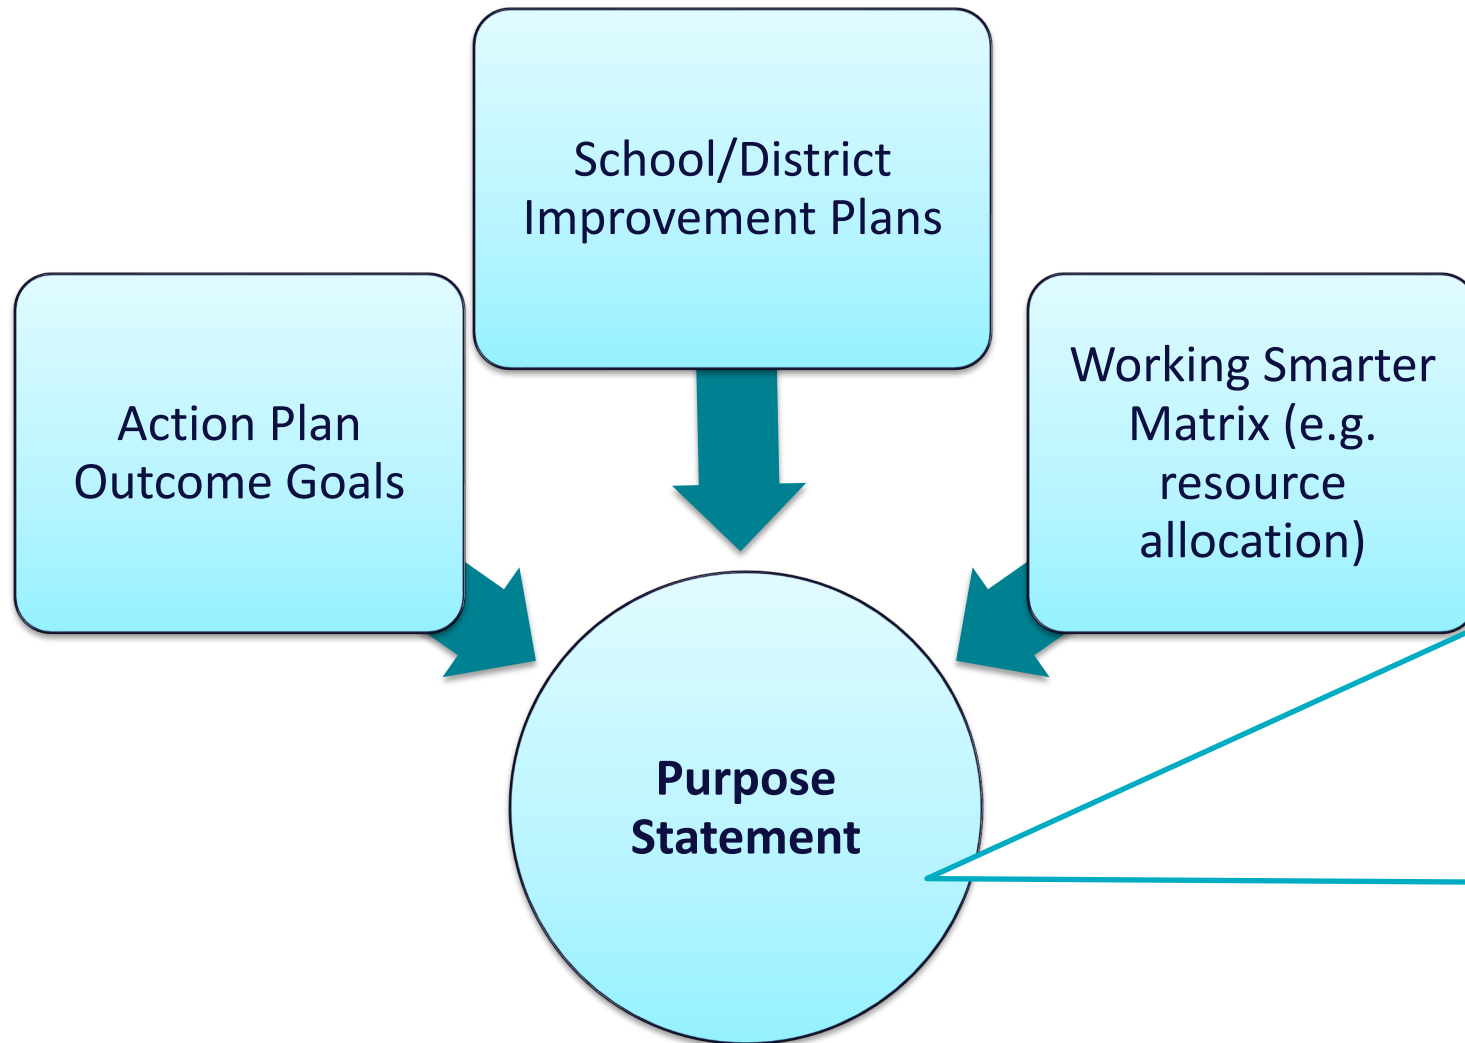 School/District
Improvement Plans
Action Plan
Outcome Goals
Working Smarter
Matrix (e.g.
resource
allocation)
Purpose
Statement